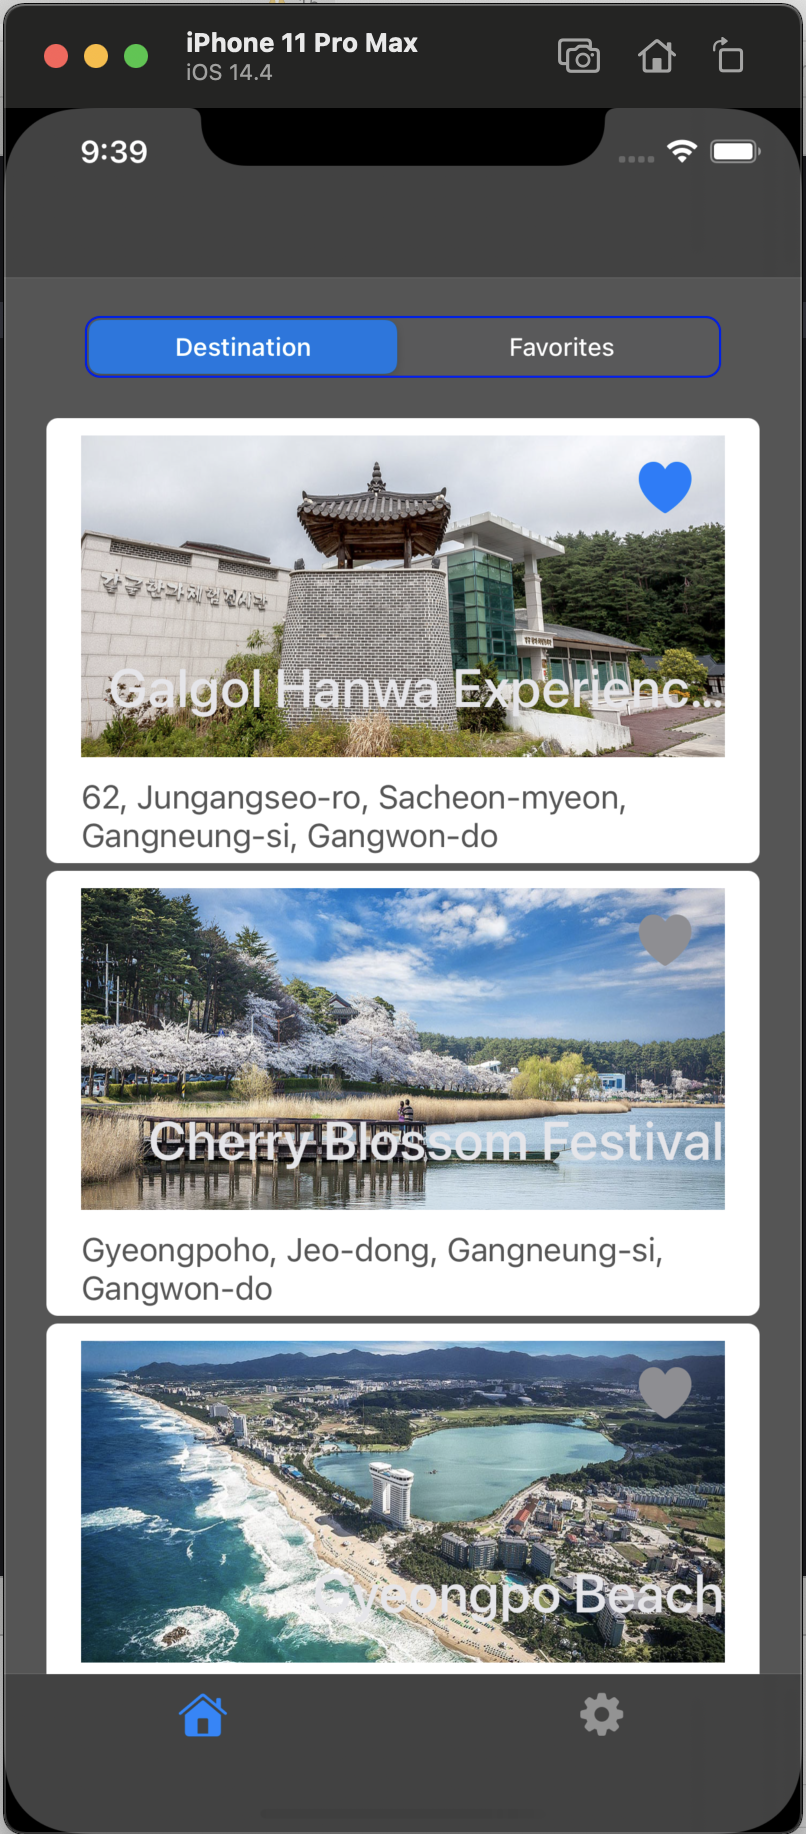 iPhone 11 Pro Max
iOS 14.4
9:39
Destination
Favorites
갈골한과체험전시관
Galgol Hanwa Experienc...
62, Jungangseo-ro, Sacheon-myeon,
Gangneung-si, Gangwon-do
Cherry Blossom Festival
Gyeongpoho, Jeo-dong, Gangneung-si,
Gangwon-do
Gyeongpo Beach